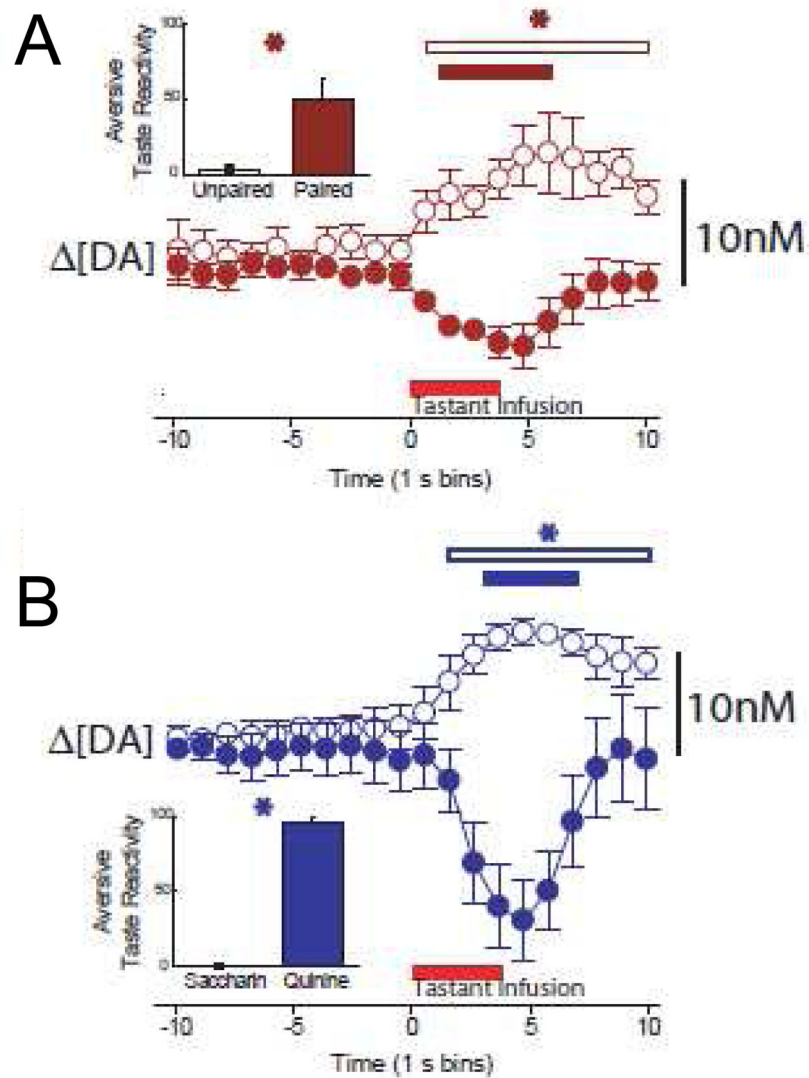 A
100
*
*
Aversive
Taste Reactivity
50
0
Unpaired
Paired
Δ[DA]
10nM
Tastant Infusion
-10
-5
0
5
10
Time (1 s bins)
*
B
Δ[DA]
10nM
*
100
Aversive
Taste Reactivity
50
0
Saccharin
Quinine
Tastant Infusion
-10
-5
0
5
10
Time (1 s bins)